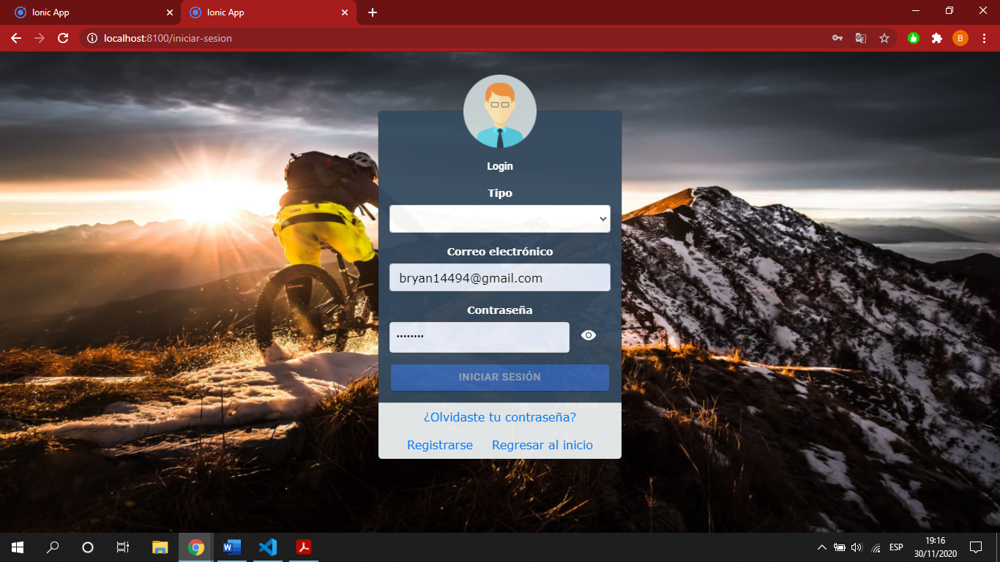 Ionic App
Ionic App
localhost:8100/iniciar-sesion
B
Login
Tipo
Correo electrónico
bryan14494@gmail.com
Contraseña
••••••••
INICIAR SESIÓN
¿Olvidaste tu contraseña?
Registrarse Regresar al inicio
ESP
19:16
30/11/2020